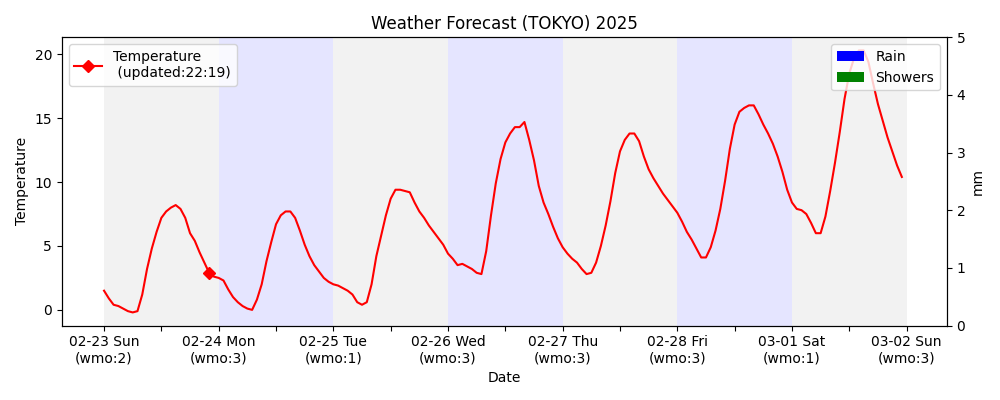 Weather Forecast (TOKYO) 2025
Temperature
(updated:22:19)
Rain
Showers
20
15
10
5
0
Temperature
5
4
3
2
1
0
mm
02-23 Sun
(wmo:2)
02-24 Mon
(wmo:3)
02-25 Tue
(wmo:1)
02-26 Wed
(wmo:3)
02-27 Thu
(wmo:3)
02-28 Fri
(wmo:3)
03-01 Sat
(wmo:1)
03-02 Sun
(wmo:3)
Date